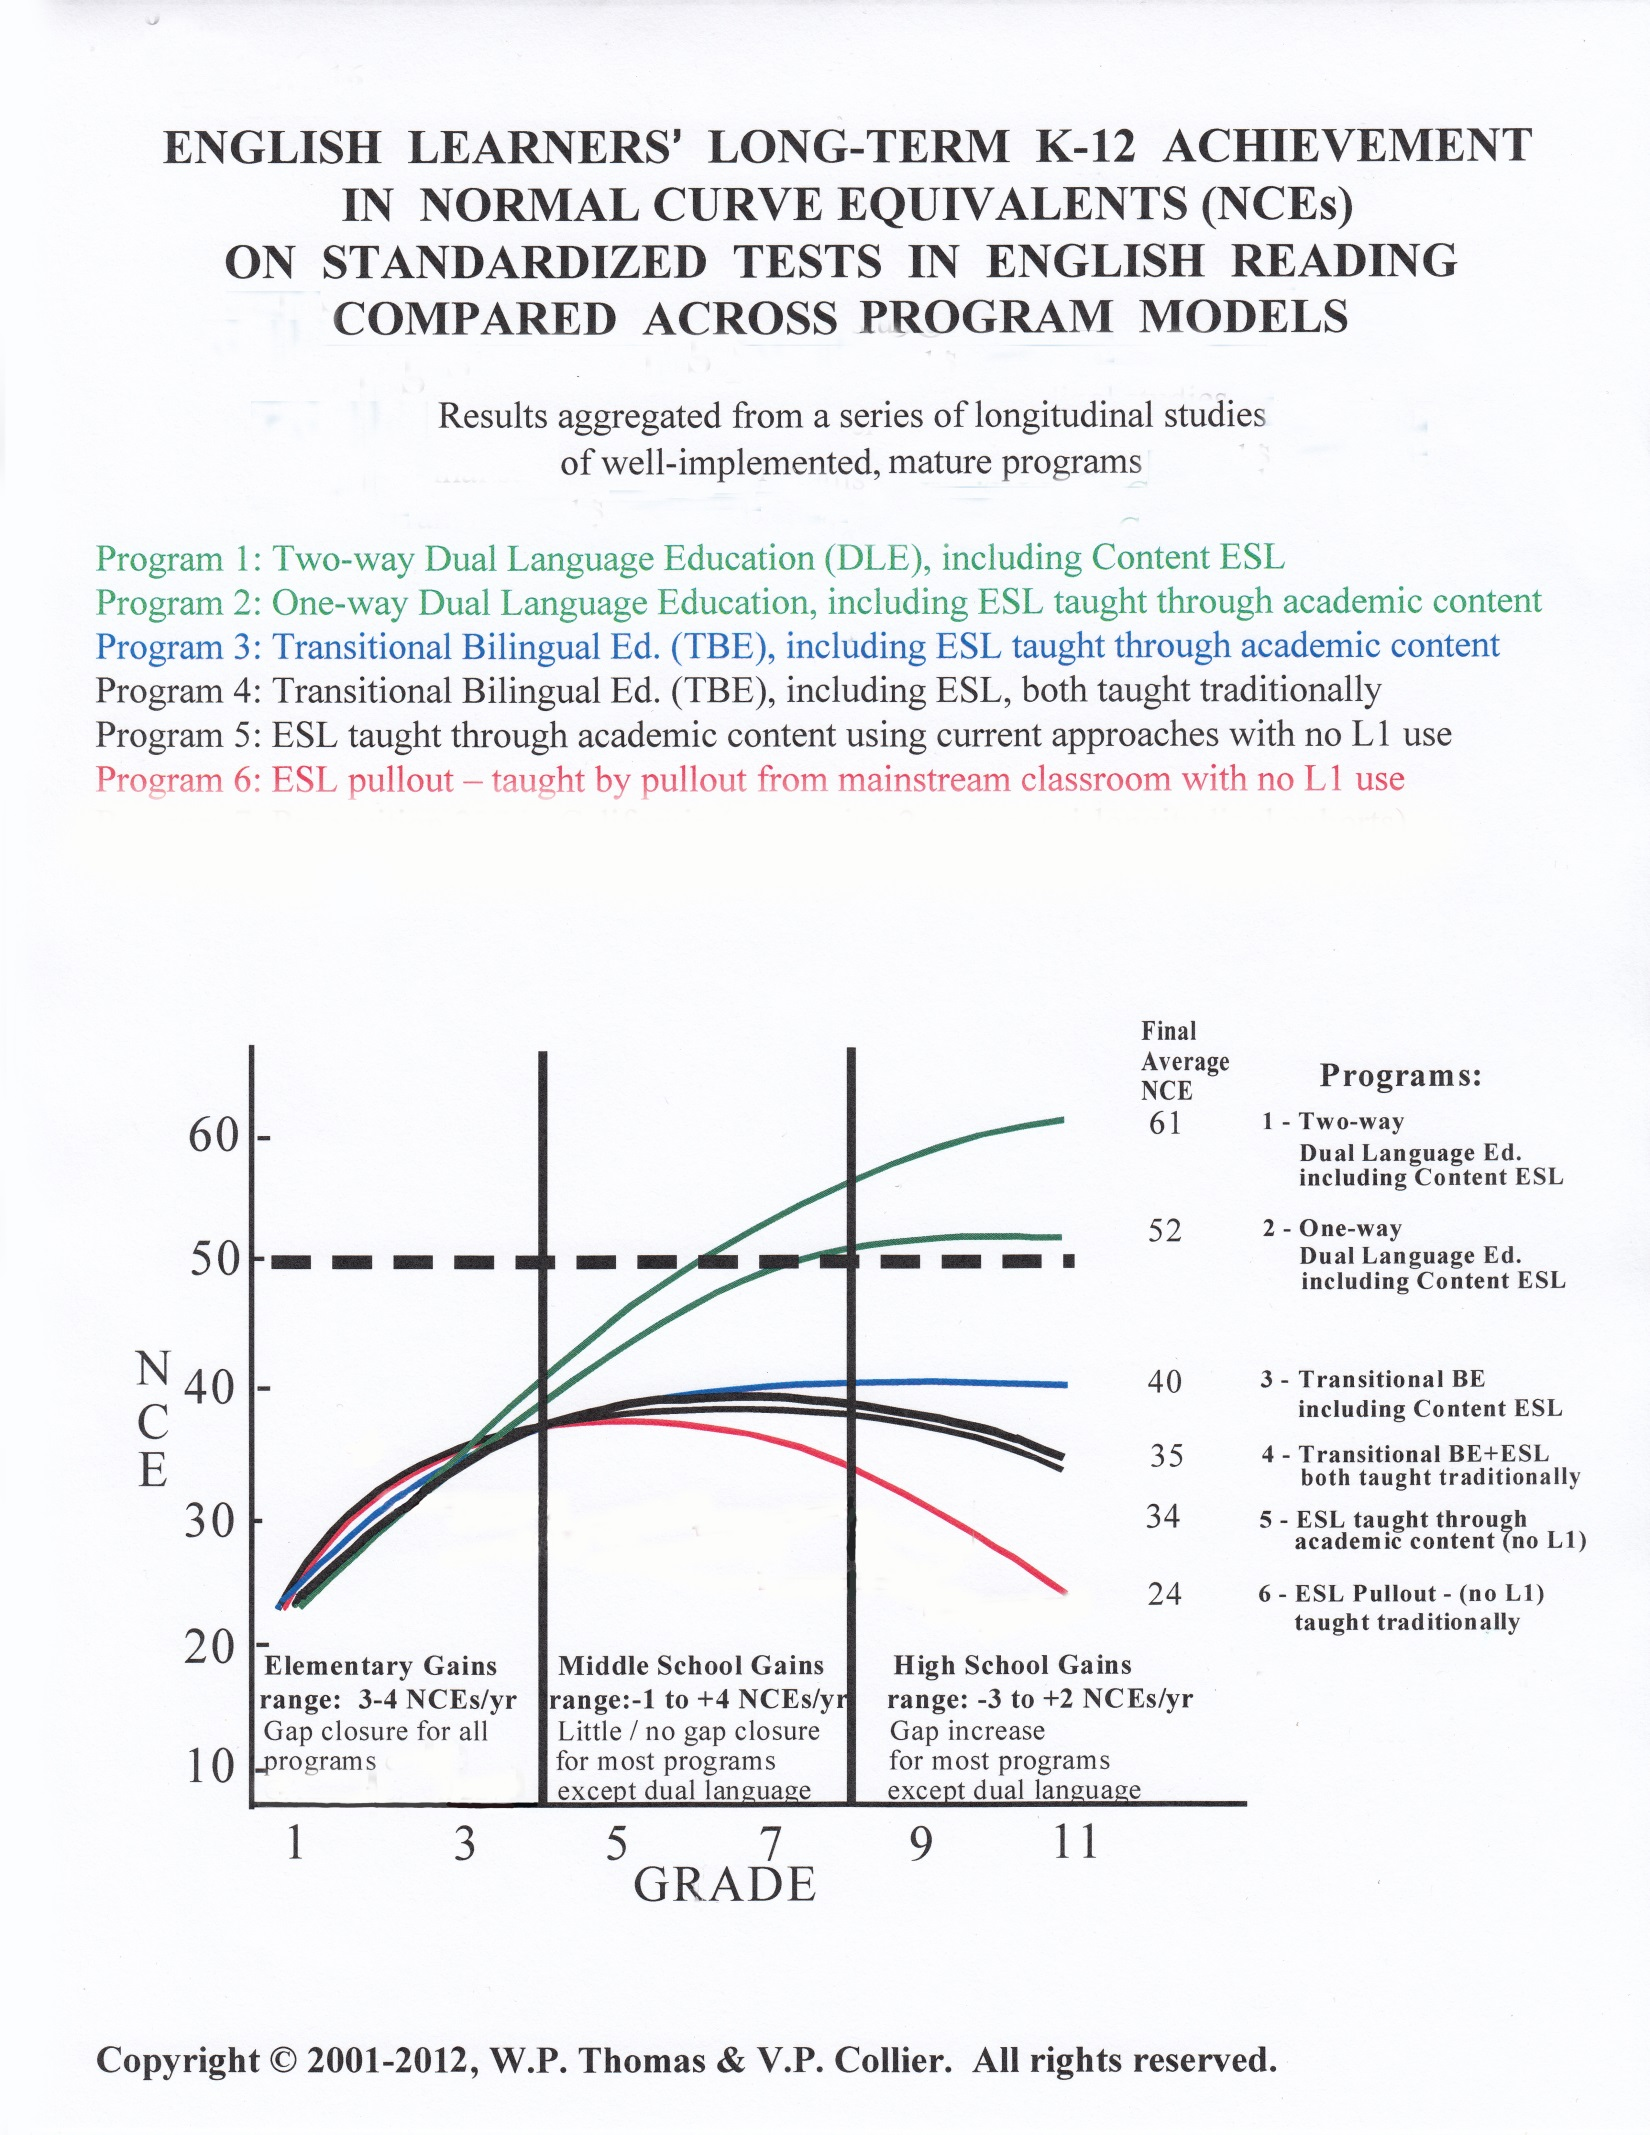 ENGLISH LEARNERS' LONG-TERM K-12 ACHIEVEMENT
IN NORMAL CURVE EQUIVALENTS (NCEs)
ON STANDARDIZED TESTS IN ENGLISH READING
COMPARED ACROSS PROGRAM MODELS
Results aggregated from a series of longitudinal studies
of well-implemented, mature programs
Program 1: Two-way Dual Language Education (DLE), including Content ESL
Program 2: One-way Dual Language Education, including ESL taught through academic content
Program 3: Transitional Bilingual Ed. (TBE), including ESL taught through academic content
Program 4: Transitional Bilingual Ed. (TBE), including ESL, both taught traditionally
Program 5: ESL taught through academic content using current approaches with no L1 use
Program 6: ESL pullout – taught by pullout from mainstream classroom with no L1 use
Final
Average
NCE
Programs:
61
1 - Two-way
Dual Language Ed.
including Content ESL
52
2 - One-way
Dual Language Ed.
including Content ESL
40
3 - Transitional BE
including Content ESL
35
4 - Transitional BE+ESL
both taught traditionally
34
5 - ESL taught through
academic content (no L1)
24
6 - ESL Pullout - (no L1)
taught traditionally
60
50
40
30
20
10
N
C
E
Elementary Gains
range: 3-4 NCEs/yr
Gap closure for all
programs
Middle School Gains
range:-1 to +4 NCEs/yr
Little / no gap closure
for most programs
except dual language
High School Gains
range: -3 to +2 NCEs/yr
Gap increase
for most programs
except dual language
1 3 5 7 9 11
GRADE
Copyright © 2001-2012, W.P. Thomas & V.P. Collier. All rights reserved.